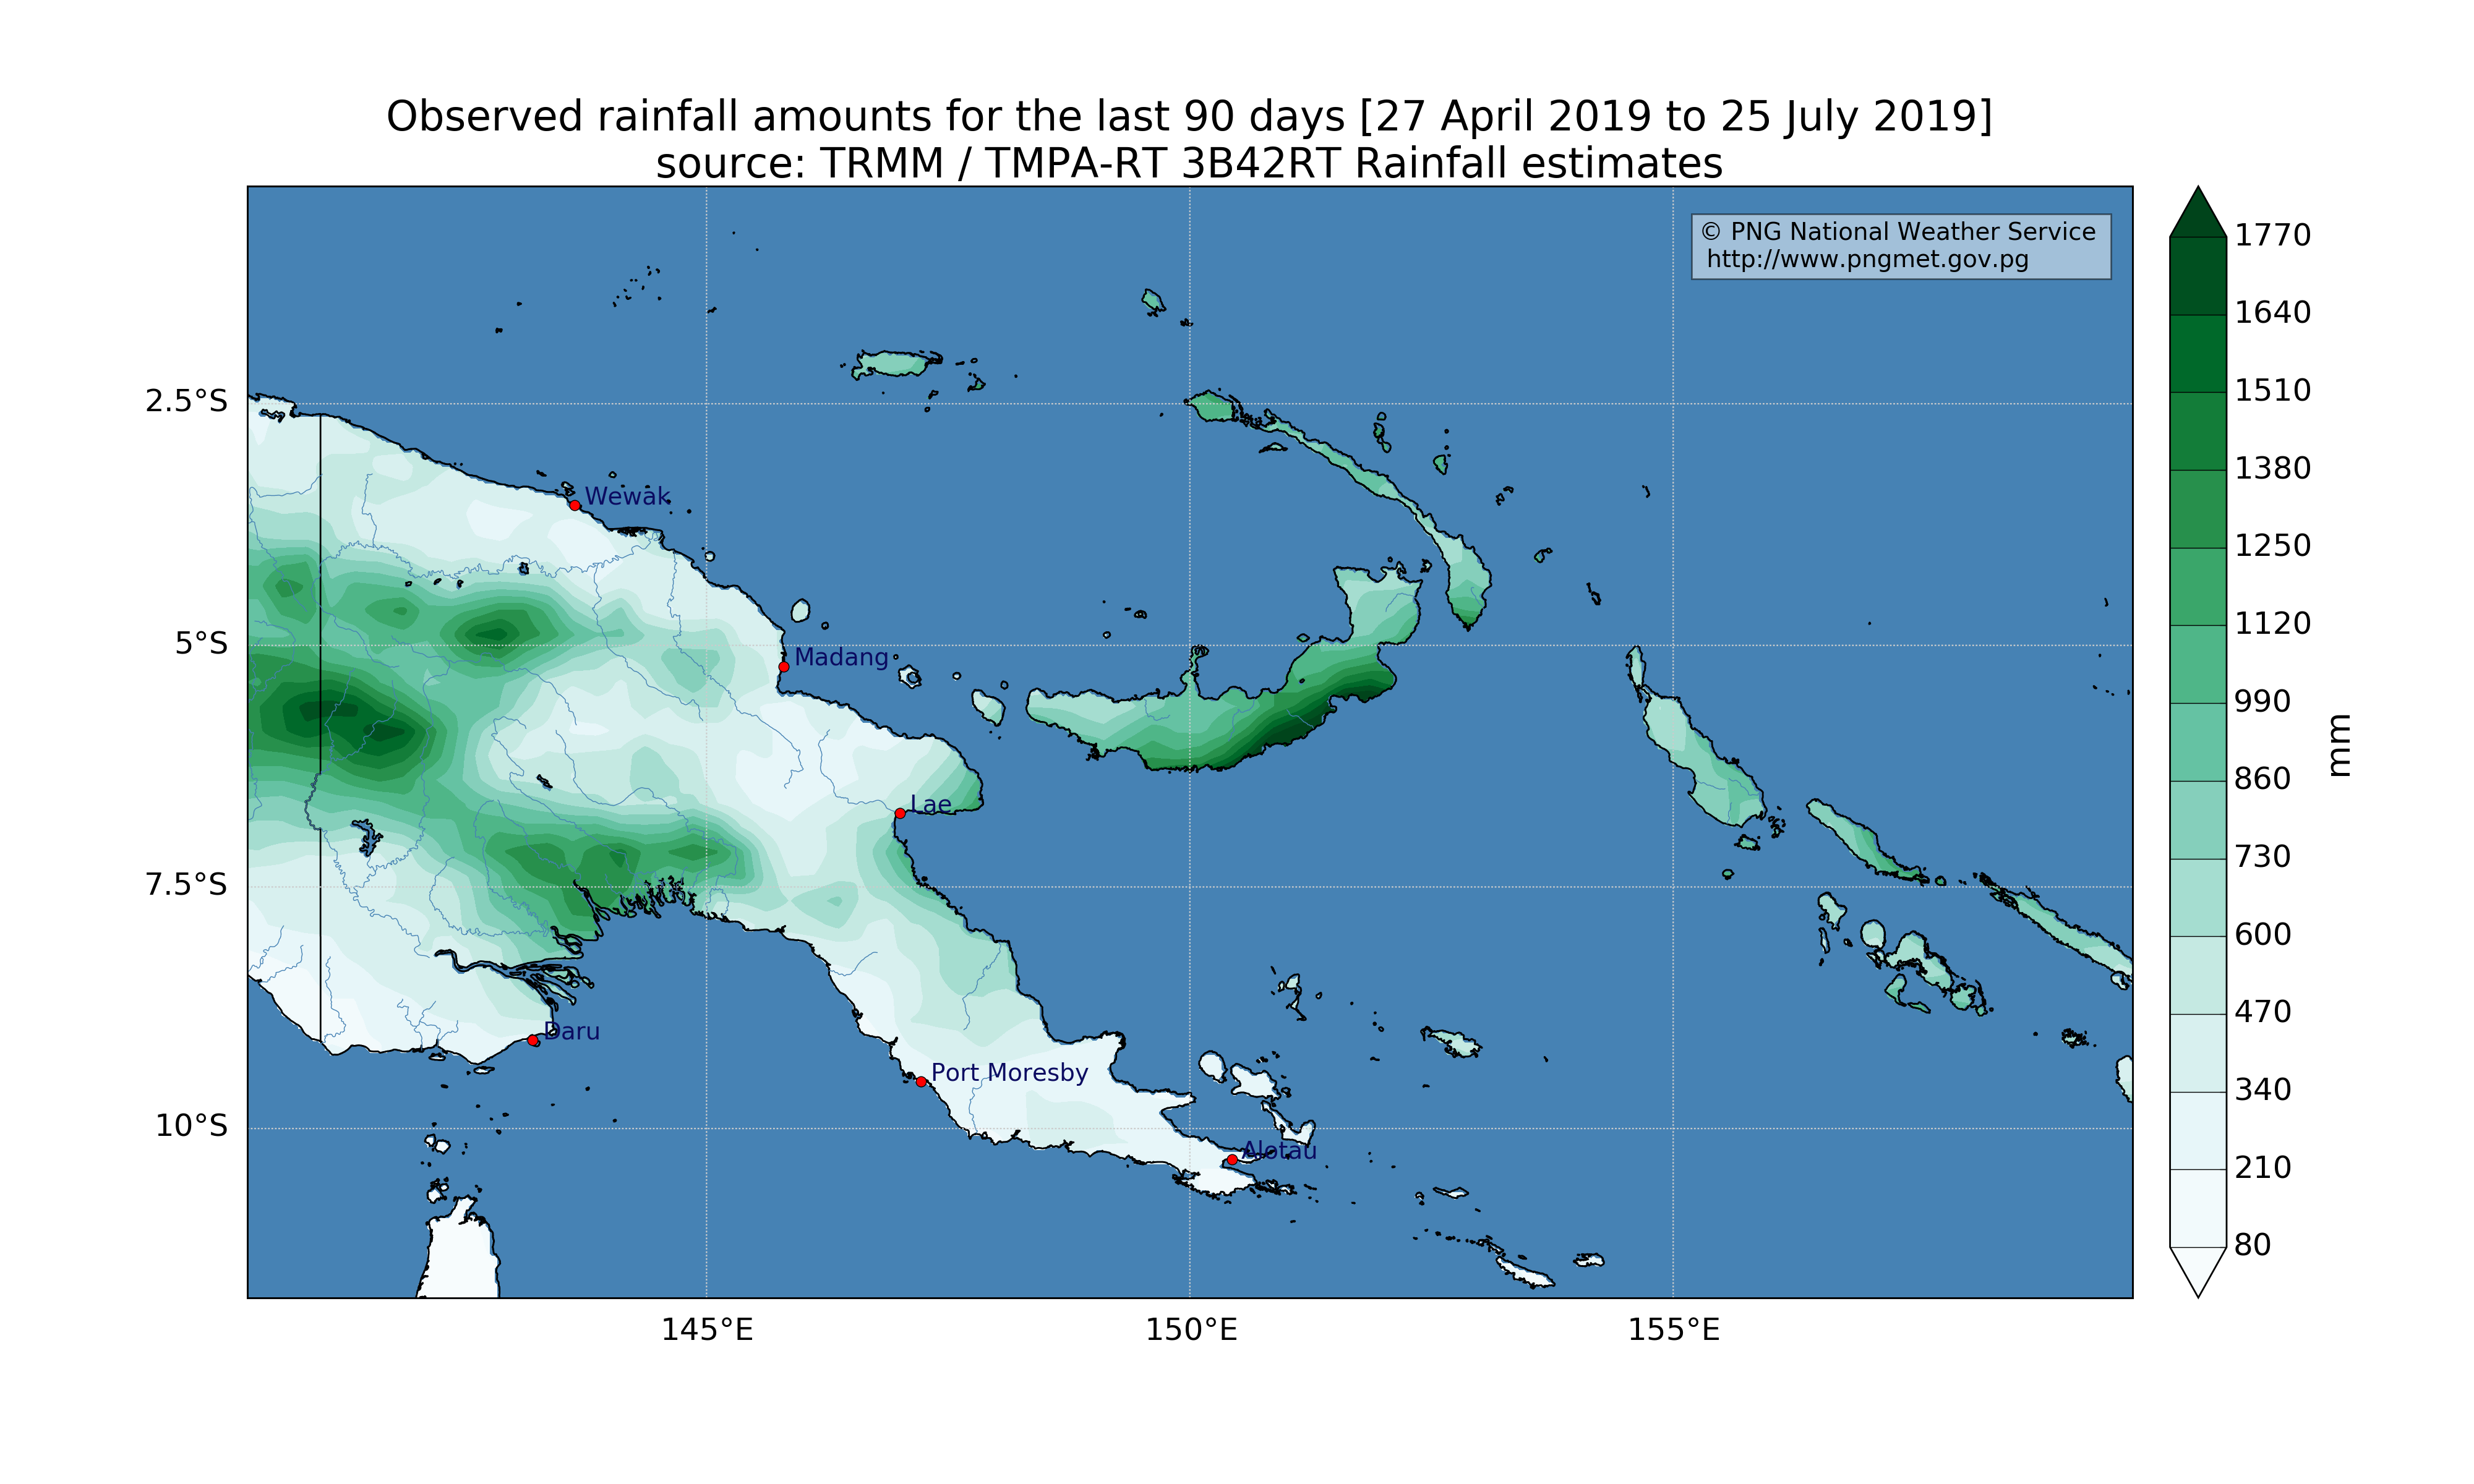 Observed rainfall amounts for the last 90 days [27 April 2019 to 25 July 2019]
source: TRMM / TMPA-RT 3B42RT Rainfall estimates
© PNG National Weather Service
http://www.pngmet.gov.pg
2.5°S
5°S
7.5°S
10°S
Wewak
Madang
Lae
Daru
Port Moresby
Alotau
145°E
150°E
155°E
1770
1640
1510
1380
1250
1120
990
860
730
600
470
340
210
80
mm